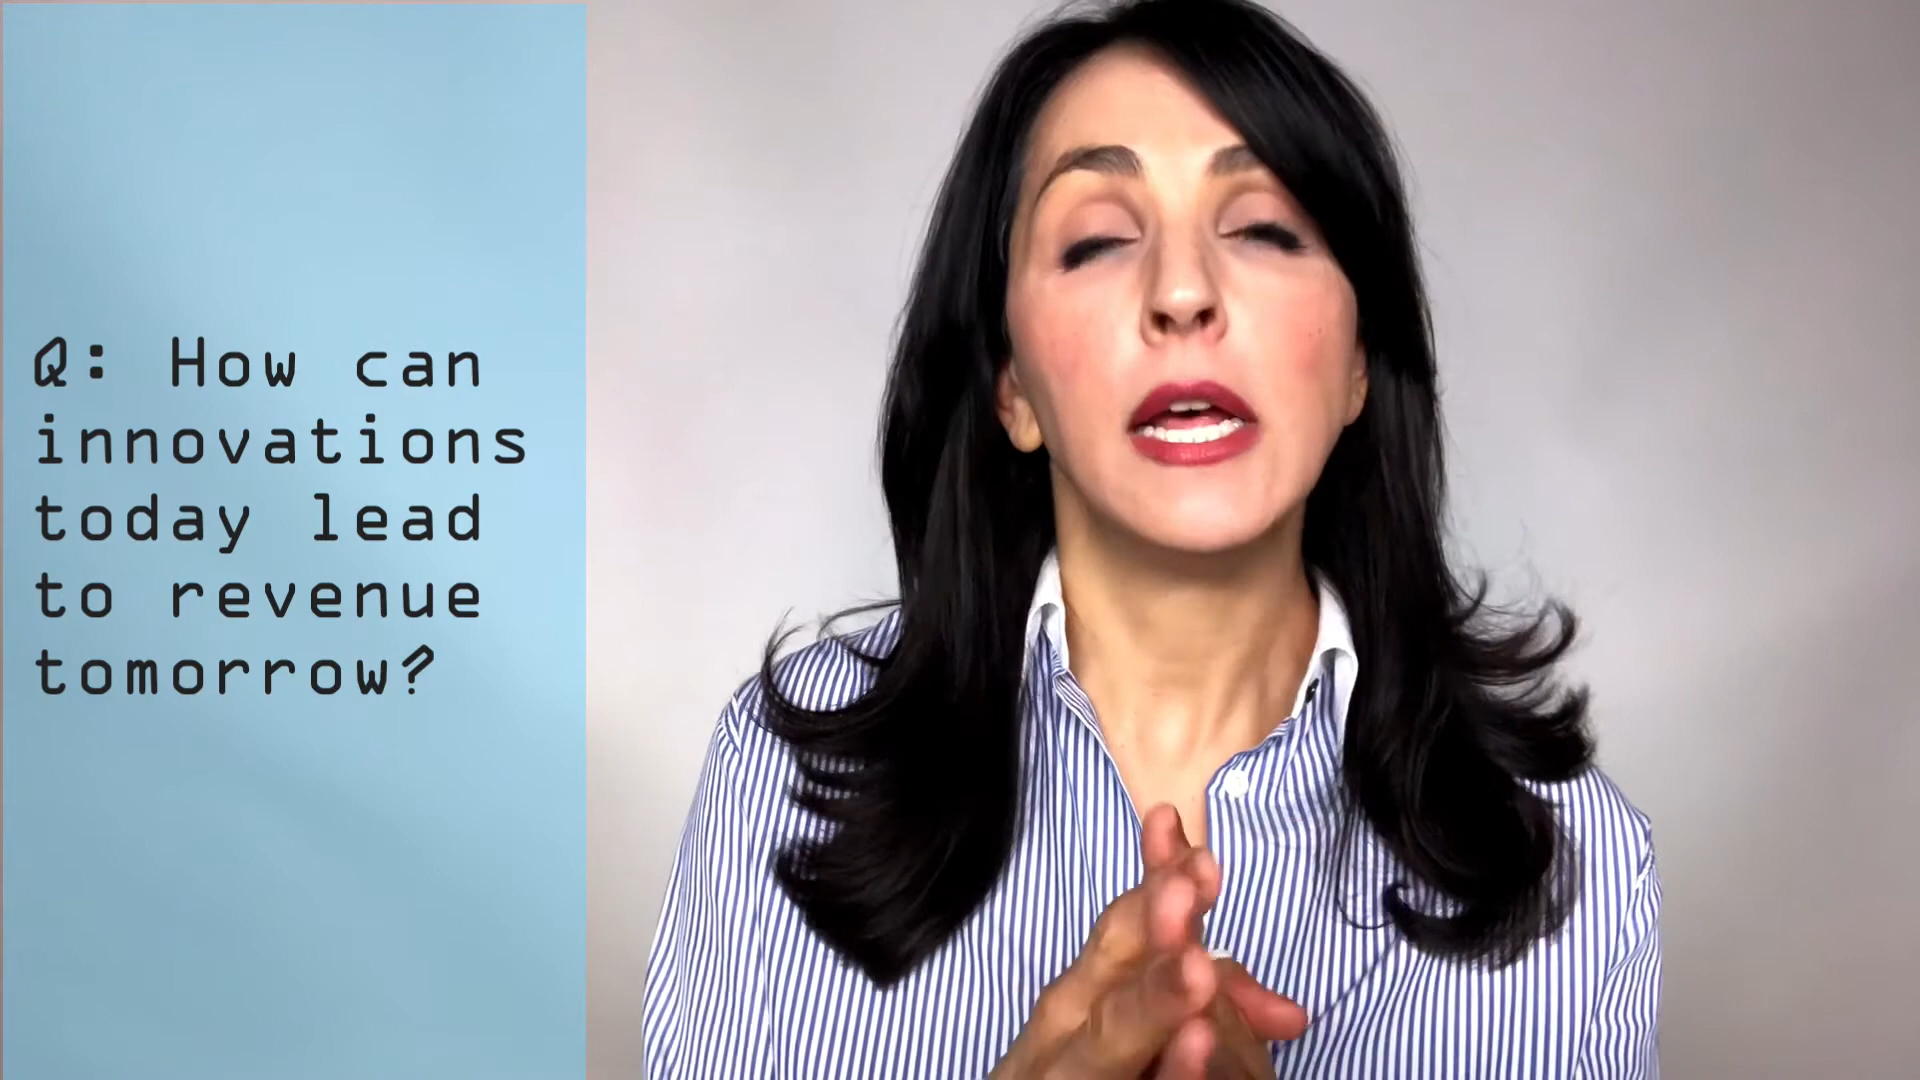 Q: How can
innovations
today lead
to revenue
tomorrow?